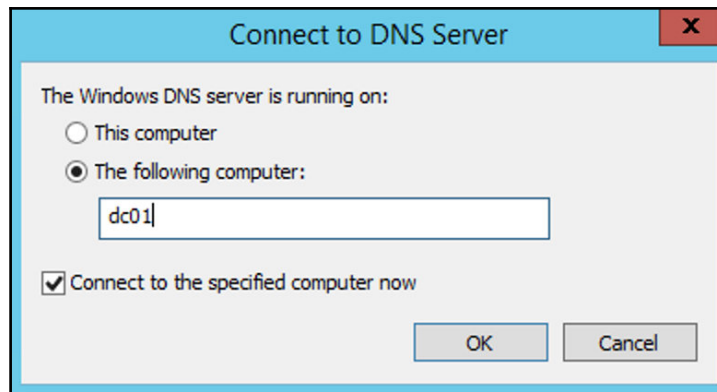 Connect to DNS Server
x
The Windows DNS server is running on:
This computer
The following computer:
dc01
Connect to the specified computer now
OK
Cancel